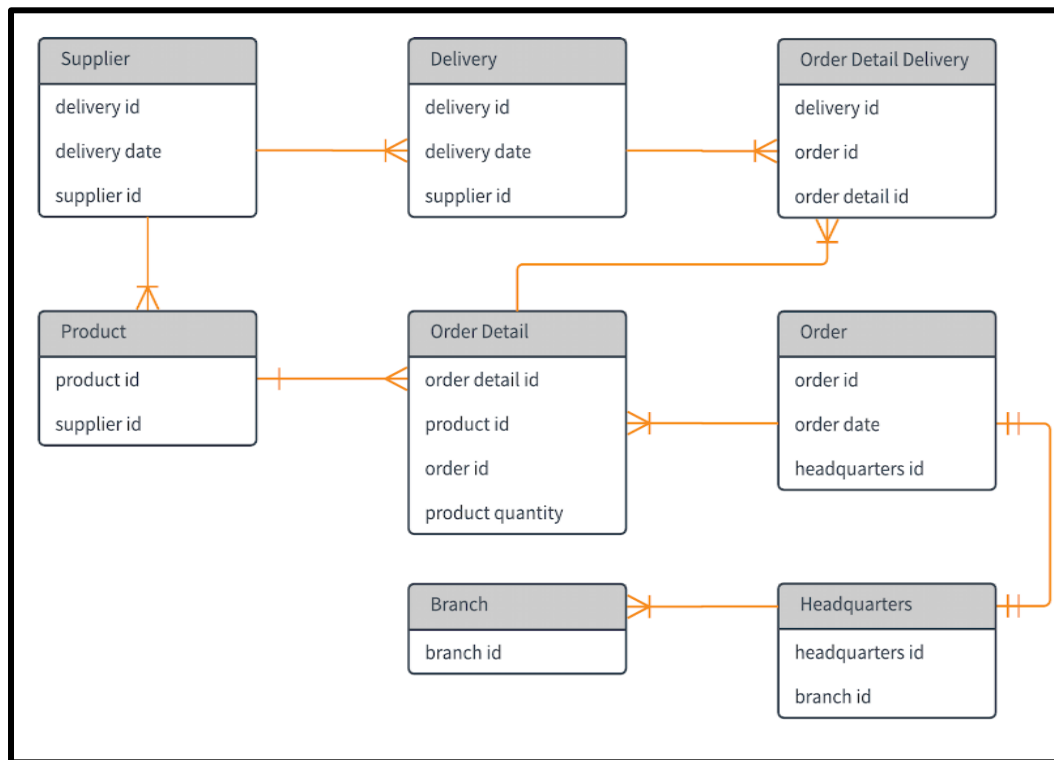 Supplier
delivery id
delivery date
supplier id
Delivery
delivery id
delivery date
supplier id
Order Detail Delivery
delivery id
order id
order detail id
Product
product id
supplier id
Order Detail
order detail id
product id
order id
product quantity
Order
order id
order date
headquarters id
Branch
branch id
Headquarters
headquarters id
branch id